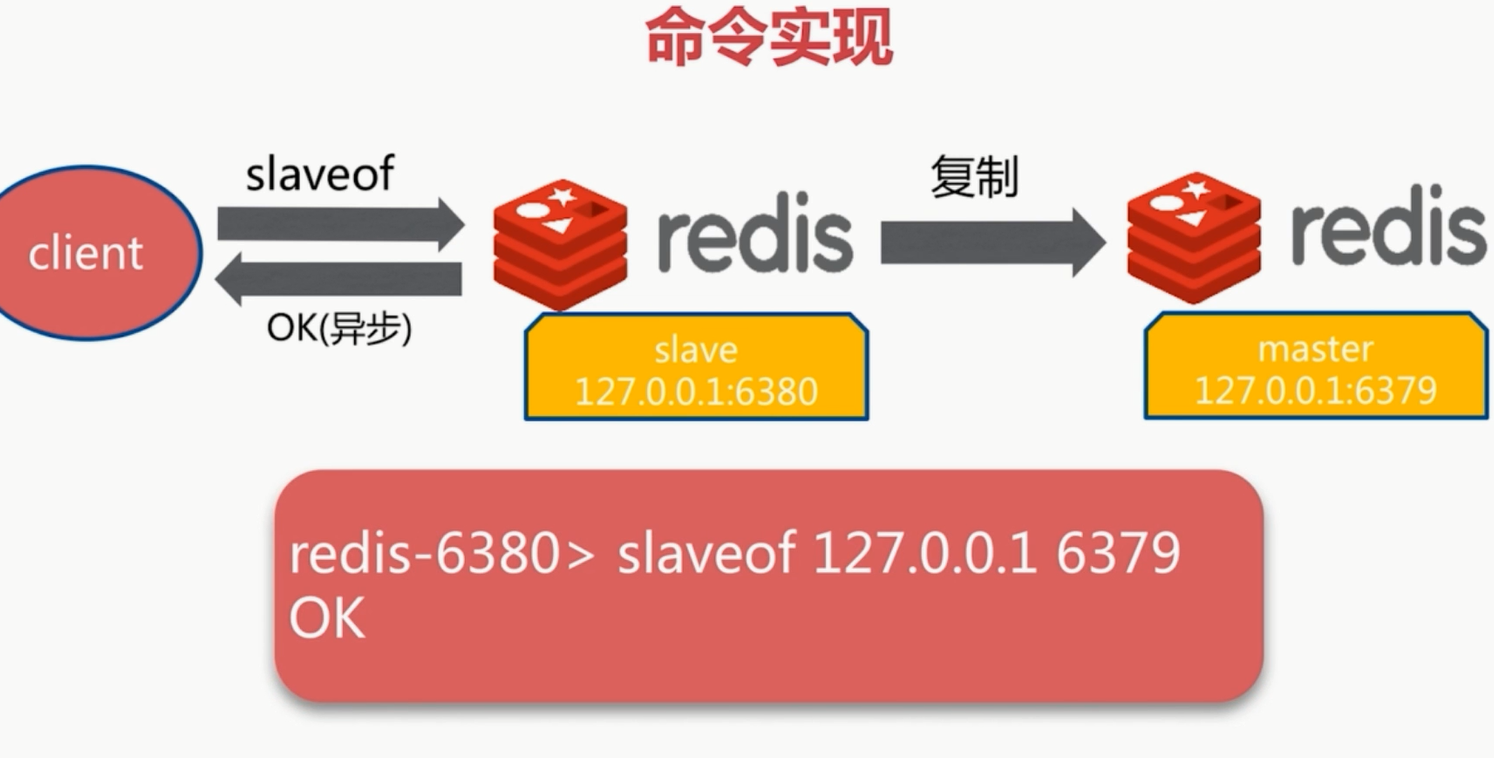 命令实现
client
slaveof
OK(异步)
redis
slave
127.0.0.1:6380
复制
redis
master
127.0.0.1:6379
redis-6380> slaveof 127.0.0.1 6379
OK